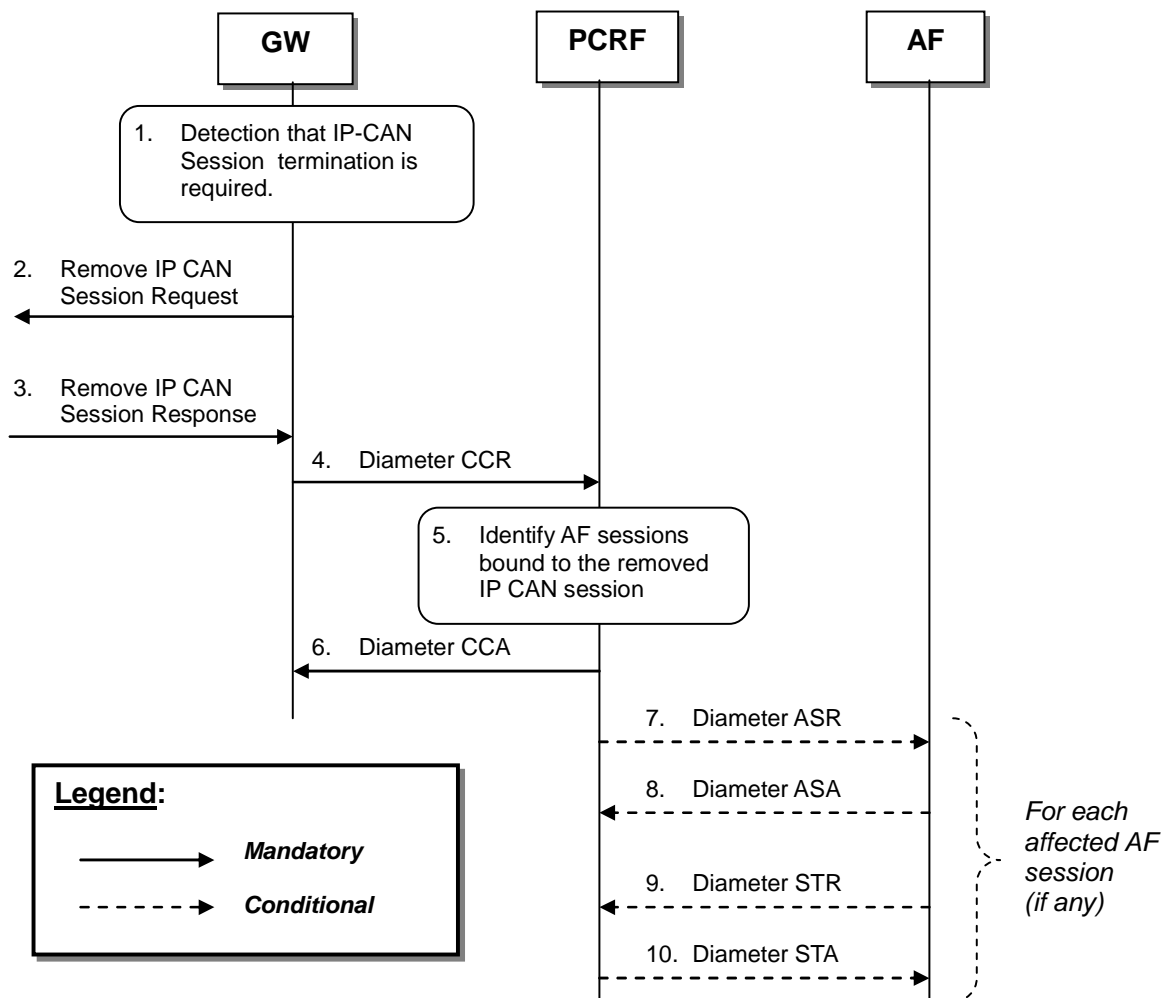 GW
PCRF
AF
1. Detection that IP-CAN
Session termination is
required.
2. Remove IP CAN
Session Request
3. Remove IP CAN
Session Response
4. Diameter CCR
5. Identify AF sessions
bound to the removed
IP CAN session
6. Diameter CCA
7. Diameter ASR
8. Diameter ASA
9. Diameter STR
10. Diameter STA
For each
affected AF
session
(if any)
Legend:
Mandatory
Conditional